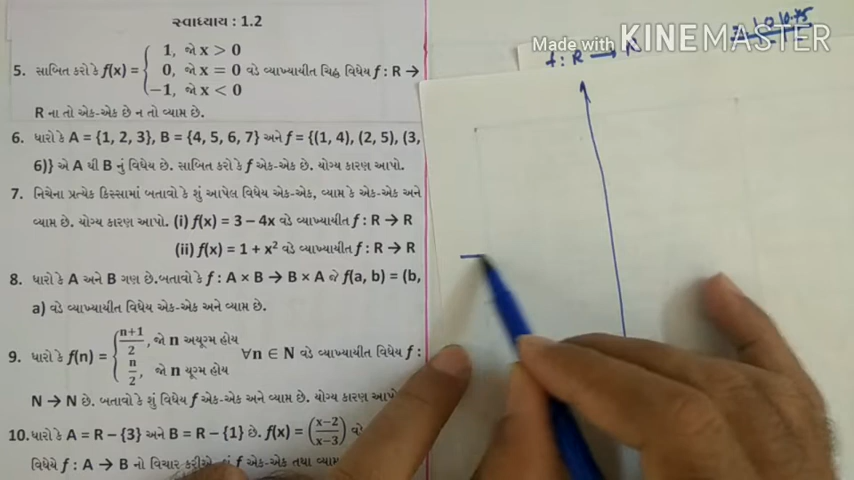 સ્વાધ્યાય : 1.2
5. સાબિત કરો કે f(x) = { 1, જો x > 0
0, જો x = 0 વડે વ્યાખ્યાયીત ચિહ્ન વિધેય f : R →
−1, જો x < 0
R ના તો એક-એક છે ન તો વ્યાપ્ત છે.
6. ધારો કે A = {1, 2, 3}, B = {4, 5, 6, 7} અને f = {(1, 4), (2, 5), (3,
6)} એ A થી B નું વિધેય છે. સાબિત કરો f એક-એક છે. યોગ્ય કારણ આપો.
7. નિચેના પ્રત્યેક કિસ્સામાં બતાવો કે શું આપેલ વિધેય એક-એક, વ્યાપ્ત કે એક-એક અને
વ્યાપ્ત છે. યોગ્ય કારણ આપો. (i) f(x) = 3 − 4x વડે વ્યાખ્યાયીત f : R → R
(ii) f(x) = 1 + x² વડે વ્યાખ્યાયીત f : R → R
8. ધારો કે A અને B ગણ છે.બતાવો કે f : A × B → B × A જે f(a, b) = (b,
a) વડે વ્યાખ્યાયીત વિધેય એક-એક અને વ્યાપ્ત છે.
9. ધારો કે f(n) = { n+1/2, જો n અયૂગ્મ હોય
n/2, જો n યૂગ્મ હોય ∀n ∈ N વડે વ્યાખ્યાયીત વિધેય f :
N → N છે. બતાવો કે શું વિધેય f એક-એક અને વ્યાપ્ત છે. યોગ્ય કારણ
10. ધારો કે A = R − {3} અને B = R − {1} છે. f(x) = (x−2/x−3)
વિધેય f : A → B નો વિચાર કરીએ. શું f એક-એક તથા
Made with KINEMASTER
f : R → N